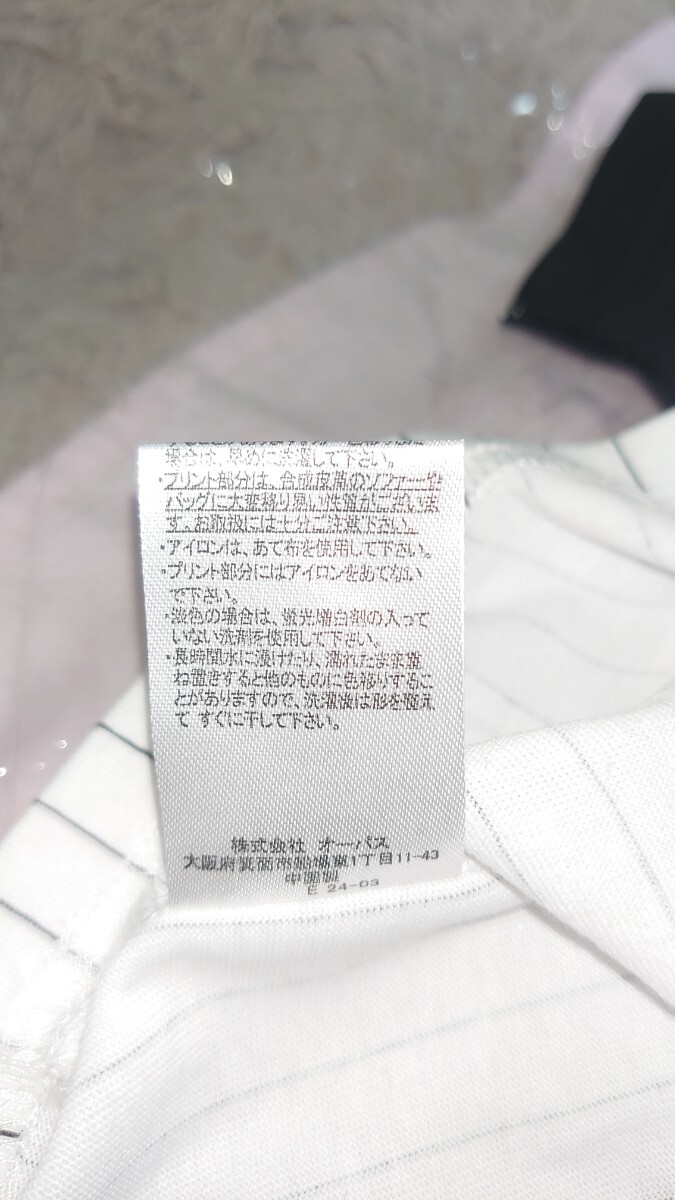 場合は、早めに洗濯して下さい。
・プリント部分は、合成皮革のソファーや
バッグに大変移り易い性質がございま
す。お取扱には十分ご注意下さい。
・アイロンは、あて布を使用して下さい。
・プリント部分にはアイロンをあてない
で下さい。
・淡色の場合は、蛍光増白剤の入って
いない洗剤を使用して下さい。
・長時間水に浸けたり、濡れたまま重
ね置きすると他のものに色移りするこ
とがありますので、洗濯後は形を整え
て すぐに干して下さい。
株式会社 オーパス
大阪府箕面市船場東1丁目11-43
中国製
E 24-03